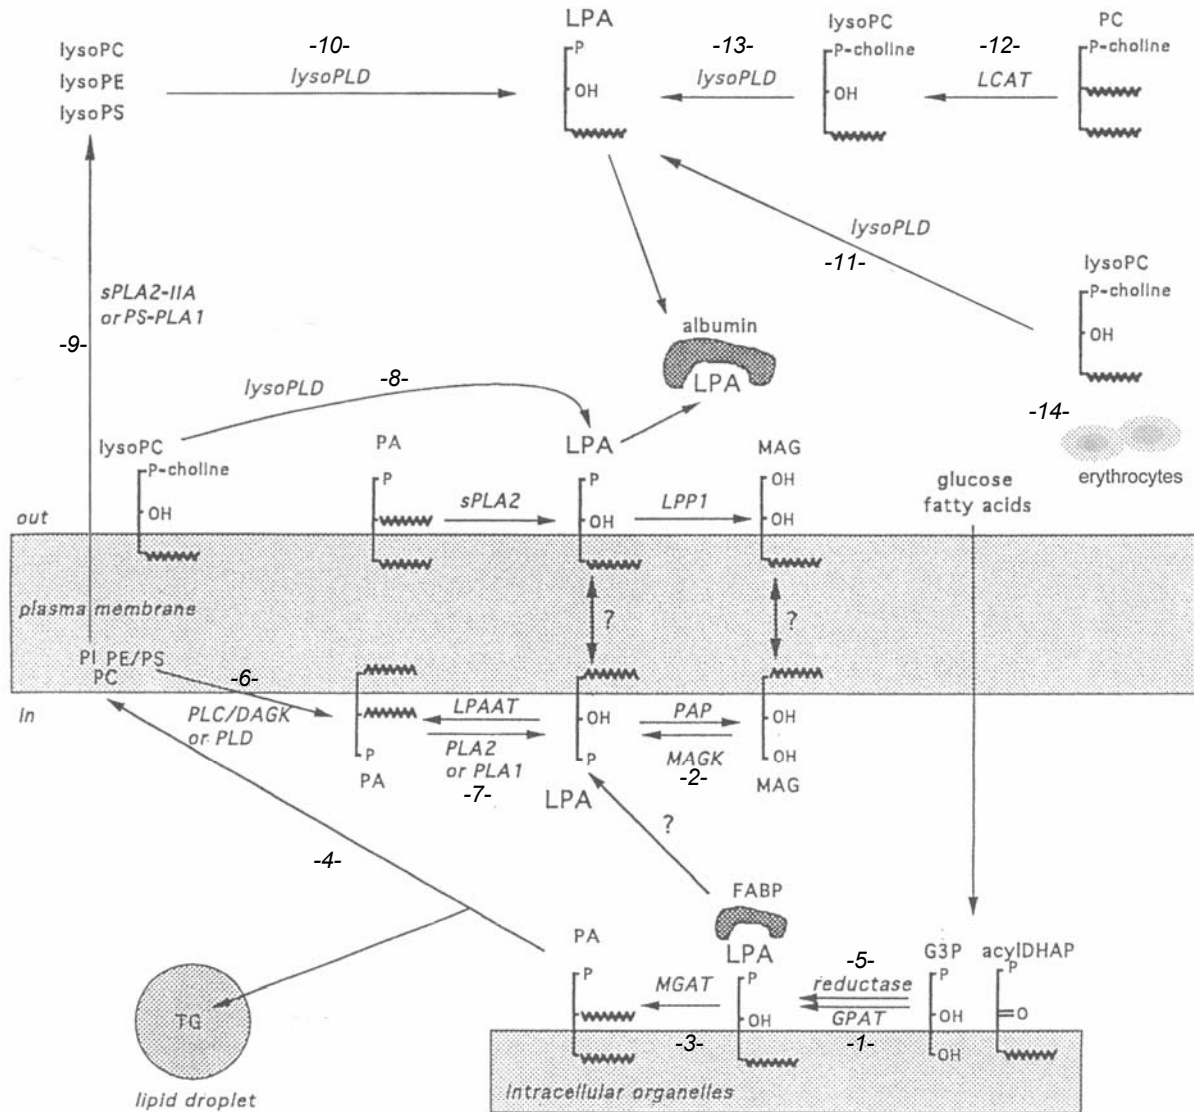 LPA
lysoPC
PC
lysoPC
lysoPE
lysoPS
-10-
lysoPLD
P
OH
-13-
lysoPLD
P-choline
OH
-12-
LCAT
P-choline
lysoPLD
-11-
lysoPC
P-choline
OH
-14-
erythrocytes
sPLA2-IIA
or PS-PLA1
-9-
albumin
LPA
lysoPLD
-8-
lysoPC
P-choline
OH
PA
P
sPLA2
LPA
P
OH
LPP1
MAG
OH
OH
glucose
fatty acids
out
plasma membrane
?
?
PI PE/PS
PC
in
-6-
PLC/DAGK
or PLD
P
PA
LPAAT
PLA2
or PLA1
-7-
OH
P
LPA
PAP
MAGK
-2-
OH
OH
MAG
?
-4-
FABP
LPA
P
OH
PA
P
MGAT
-3-
-5-
reductase
GPAT
-1-
G3P
P
OH
OH
acylDHAP
P
O
TG
lipid droplet
intracellular organelles